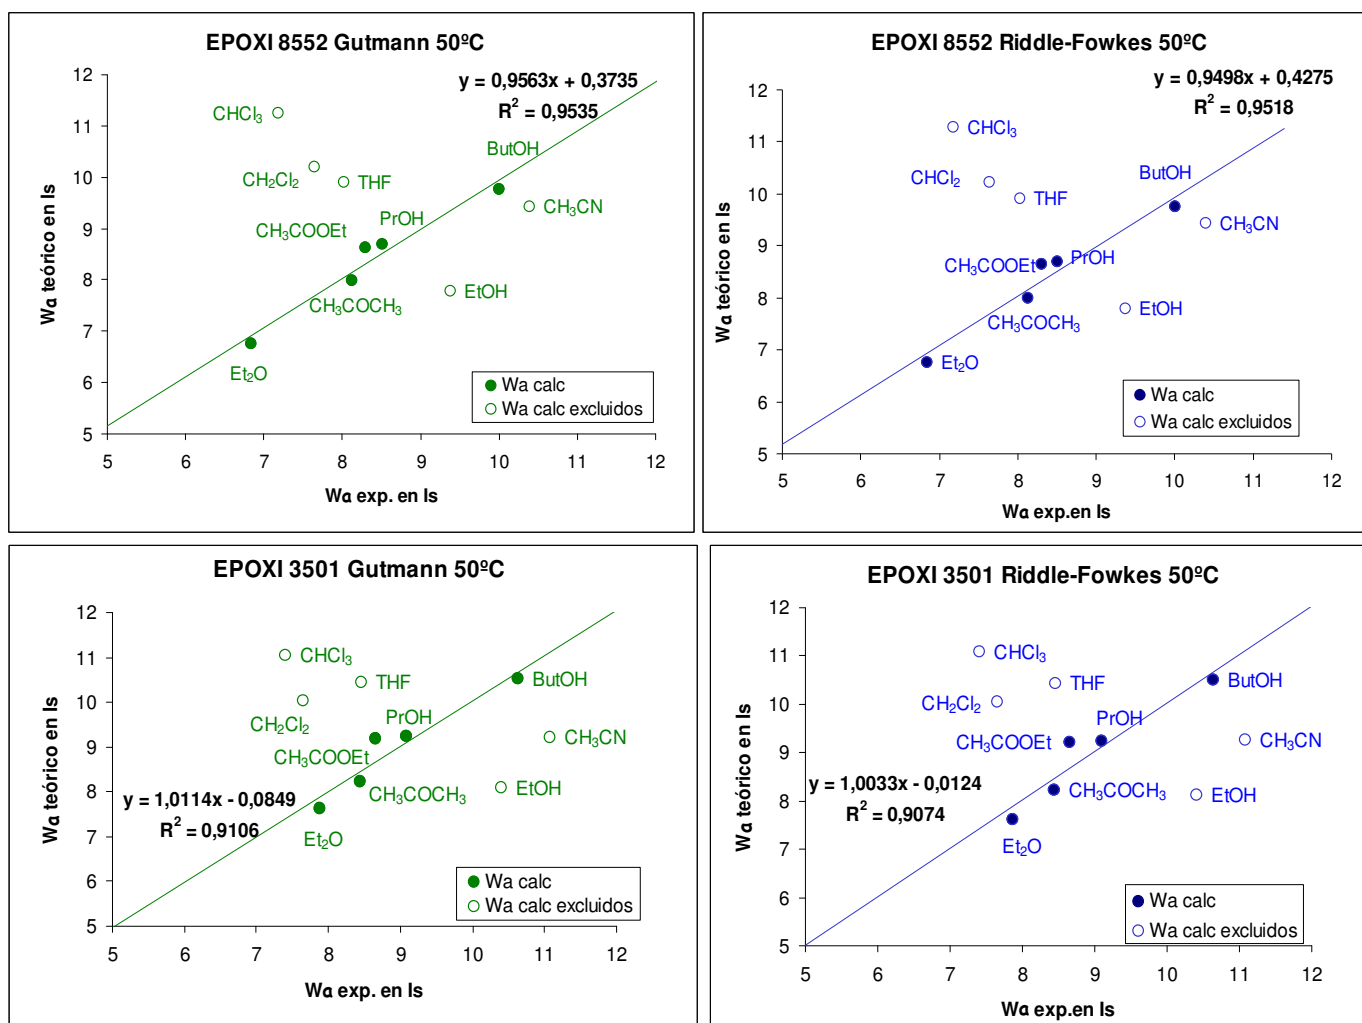 EPOXI 8552 Gutmann 50ºC
y = 0,9563x + 0,3735
R² = 0,9535
12
11
10
9
8
7
6
5
5 6 7 8 9 10 11 12
Wa teórico en Is
Wa exp. en Is
CHCl₃
CH₂Cl₂
THF
ButOH
CH₃CN
PrOH
CH₃COOEt
EtOH
CH₃COCH₃
Et₂O
Wa calc
Wa calc excluidos
EPOXI 8552 Riddle-Fowkes 50ºC
y = 0,9498x + 0,4275
R² = 0,9518
12
11
10
9
8
7
6
5
5 6 7 8 9 10 11 12
Wa teórico en Is
Wa exp.en Is
CHCl₃
CHCl₂
THF
ButOH
CH₃CN
CH₃COOEt
PrOH
EtOH
CH₃COCH₃
Et₂O
Wa calc
Wa calc excluidos
EPOXI 3501 Gutmann 50ºC
12
11
10
9
8
7
6
5
5 6 7 8 9 10 11 12
Wa teórico en Is
Wa exp. en Is
CHCl₃
THF
ButOH
CH₂Cl₂
PrOH
CH₃CN
CH₃COOEt
EtOH
CH₃COCH₃
y = 1,0114x - 0,0849
R² = 0,9106
Et₂O
Wa calc
Wa calc excluidos
EPOXI 3501 Riddle-Fowkes 50ºC
12
11
10
9
8
7
6
5
5 6 7 8 9 10 11 12
Wa teórico en Is
Wa exp. en Is
CHCl₃
THF
ButOH
CH₂Cl₂
PrOH
CH₃COOEt
CH₃CN
CH₃COCH₃
EtOH
y = 1,0033x - 0,0124
R² = 0,9074
Et₂O
Wa calc
Wa calc excluidos